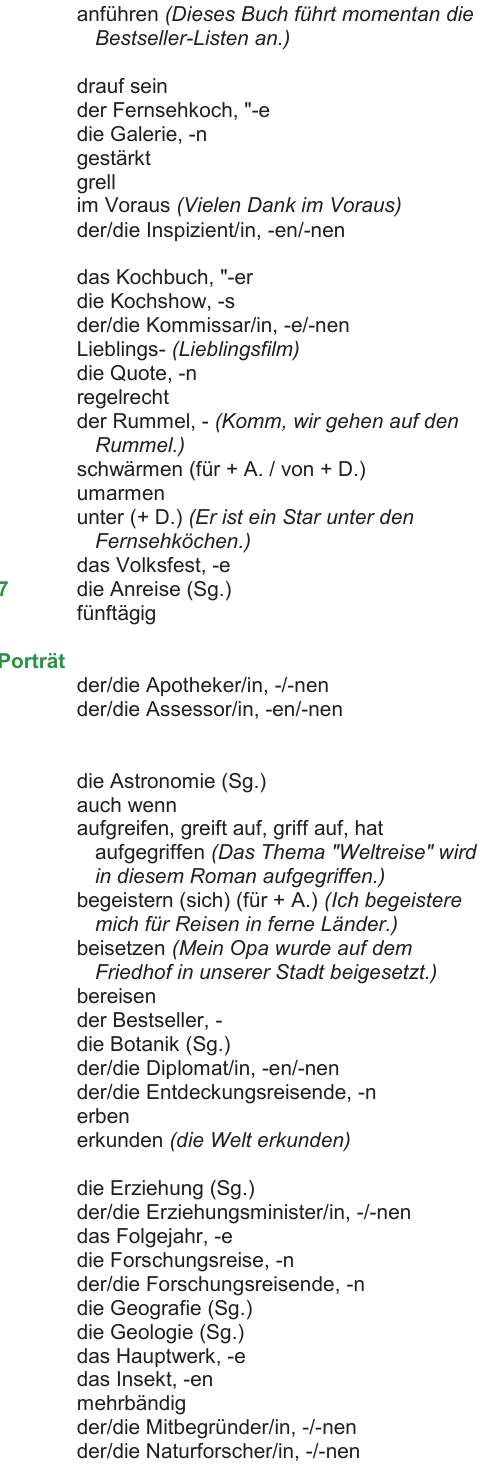 anführen (Dieses Buch führt momentan die
Bestseller-Listen an.)
drauf sein
der Fernsehkoch, "-e
die Galerie, -n
gestärkt
grell
im Voraus (Vielen Dank im Voraus)
der/die Inspizient/in, -en/-nen
das Kochbuch, "-er
die Kochshow, -s
der/die Kommissar/in, -e/-nen
Lieblings- (Lieblingsfilm)
die Quote, -n
regelrecht
der Rummel, - (Komm, wir gehen auf den
Rummel.)
schwärmen (für + A. / von + D.)
umarmen
unter (+ D.) (Er ist ein Star unter den
Fernsehköchen.)
das Volksfest, -e
7 die Anreise (Sg.)
fünftägig
Porträt
der/die Apotheker/in, -/-nen
der/die Assessor/in, -en/-nen
die Astronomie (Sg.)
auch wenn
aufgreifen, greift auf, griff auf, hat
aufgegriffen (Das Thema "Weltreise" wird
in diesem Roman aufgegriffen.)
begeistern (sich) (für + A.) (Ich begeistere
mich für Reisen in ferne Länder.)
beisetzen (Mein Opa wurde auf dem
Friedhof in unserer Stadt beigesetzt.)
bereisen
der Bestseller, -
die Botanik (Sg.)
der/die Diplomat/in, -en/-nen
der/die Entdeckungsreisende, -n
erben
erkunden (die Welt erkunden)
die Erziehung (Sg.)
der/die Erziehungsminister/in, -/-nen
das Folgejahr, -e
die Forschungsreise, -n
der/die Forschungsreisende, -n
die Geografie (Sg.)
die Geologie (Sg.)
das Hauptwerk, -e
das Insekt, -en
mehrbändig
der/die Mitbegründer/in, -/-nen
der/die Naturforscher/in, -/-nen